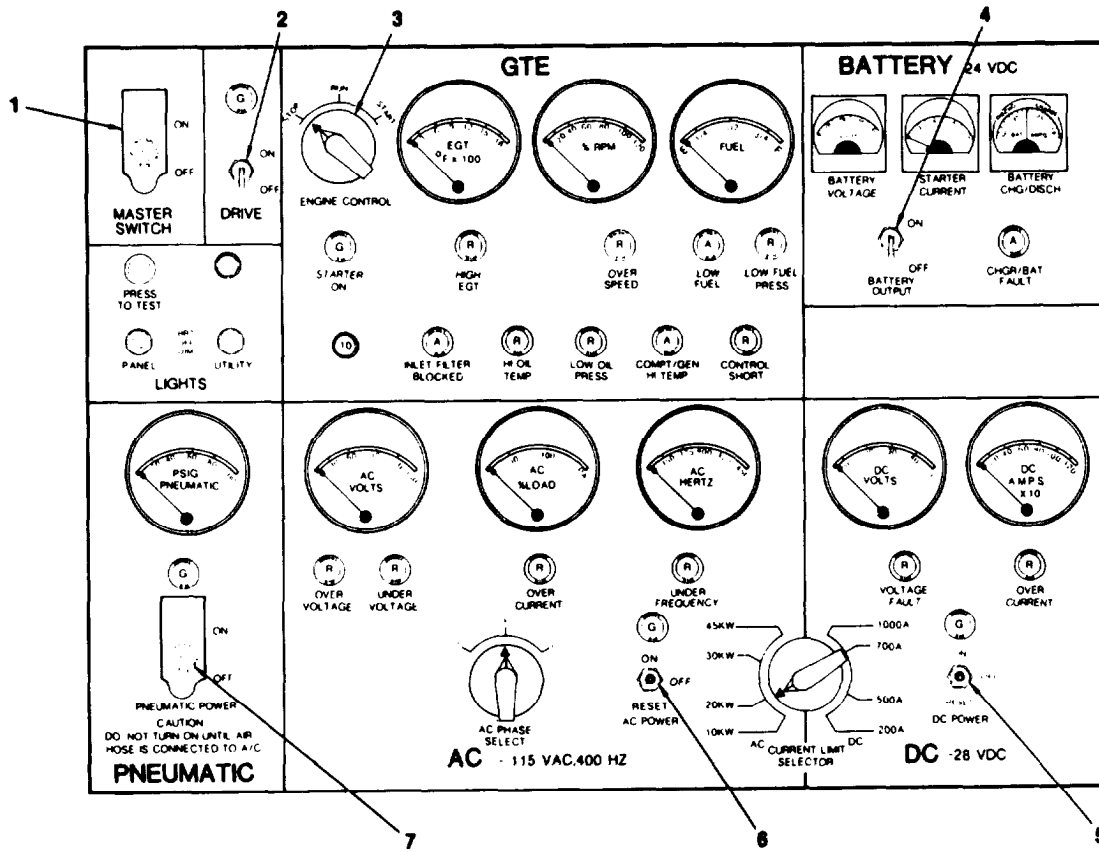 2
3
4
1
GTE
BATTERY 24 VDC
G
RUN
STOP
START
ON
OFF
ON
OFF
MASTER
SWITCH
DRIVE
ENGINE CONTROL
EGT
°F x 100
% RPM
FUEL
BATTERY
VOLTAGE
STARTER
CURRENT
BATTERY
CHG/DISCH
G
STARTER
ON
R
HIGH
EGT
R
OVER
SPEED
A
LOW
FUEL
R
LOW FUEL
PRESS
ON
OFF
BATTERY
OUTPUT
A
CHGR/BAT
FAULT
PRESS
TO TEST
PANEL
UTILITY
LIGHTS
10
A
INLET FILTER
BLOCKED
R
HI OIL
TEMP
R
LOW OIL
PRESS
A
COMPT/GEN
HI TEMP
R
CONTROL
SHORT
PSIG
PNEUMATIC
AC
VOLTS
AC
%LOAD
AC
HERTZ
DC
VOLTS
DC
AMPS
X 10
G
R
OVER
VOLTAGE
R
UNDER
VOLTAGE
R
OVER
CURRENT
R
UNDER
FREQUENCY
R
VOLTAGE
FAULT
R
OVER
CURRENT
ON
OFF
PNEUMATIC POWER
CAUTION
DO NOT TURN ON UNTIL AIR
HOSE IS CONNECTED TO A/C
PNEUMATIC
AC PHASE
SELECT
AC - 115 VAC, 400 HZ
G
ON
OFF
RESET
AC POWER
45KW
30KW
20KW
10KW
AC
1000A
700A
500A
200A
DC
CURRENT LIMIT
SELECTOR
G
RESET
DC POWER
DC -28 VDC
7
6
5